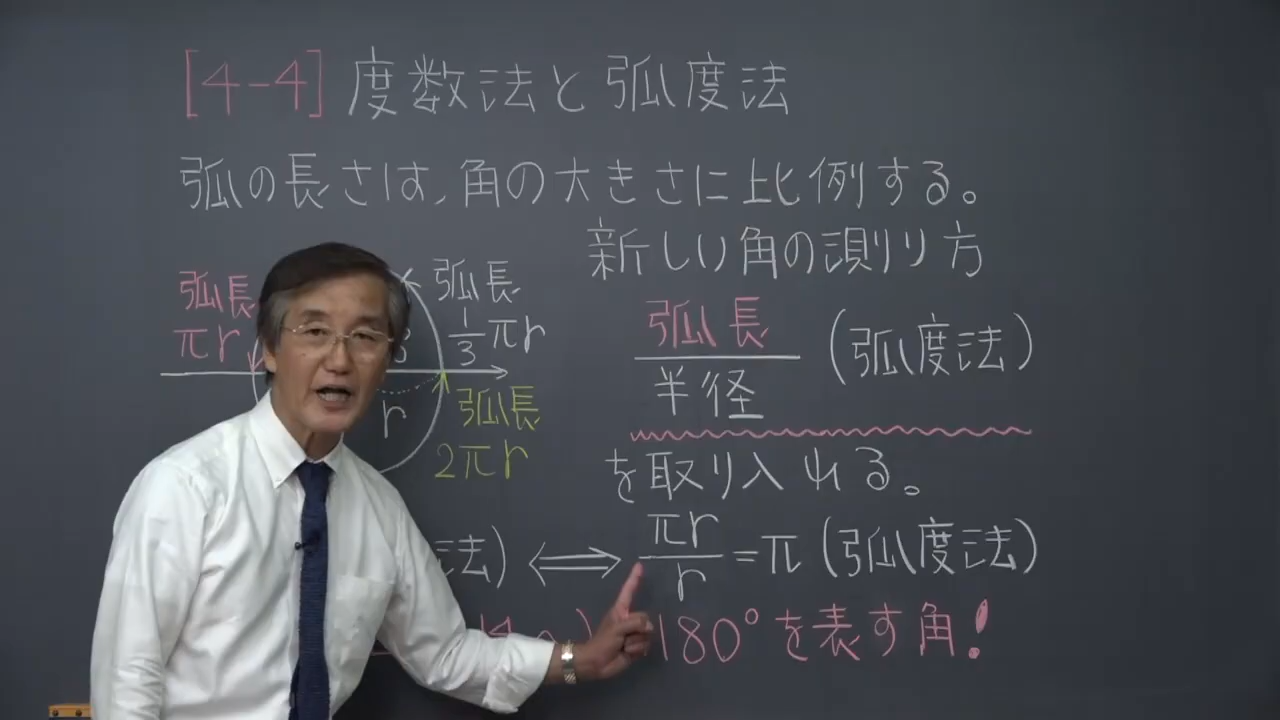 [4-4] 度数法と弧度法
弧の長さは、角の大きさに比例する。
新しい角の測り方
弧長
πr
弧長
1/3 πr
r
弧長
2πr
弧長/半径 (弧度法)
を取り入れる。
法) ⟺ πr/r = π (弧度法)
180°を表す角!